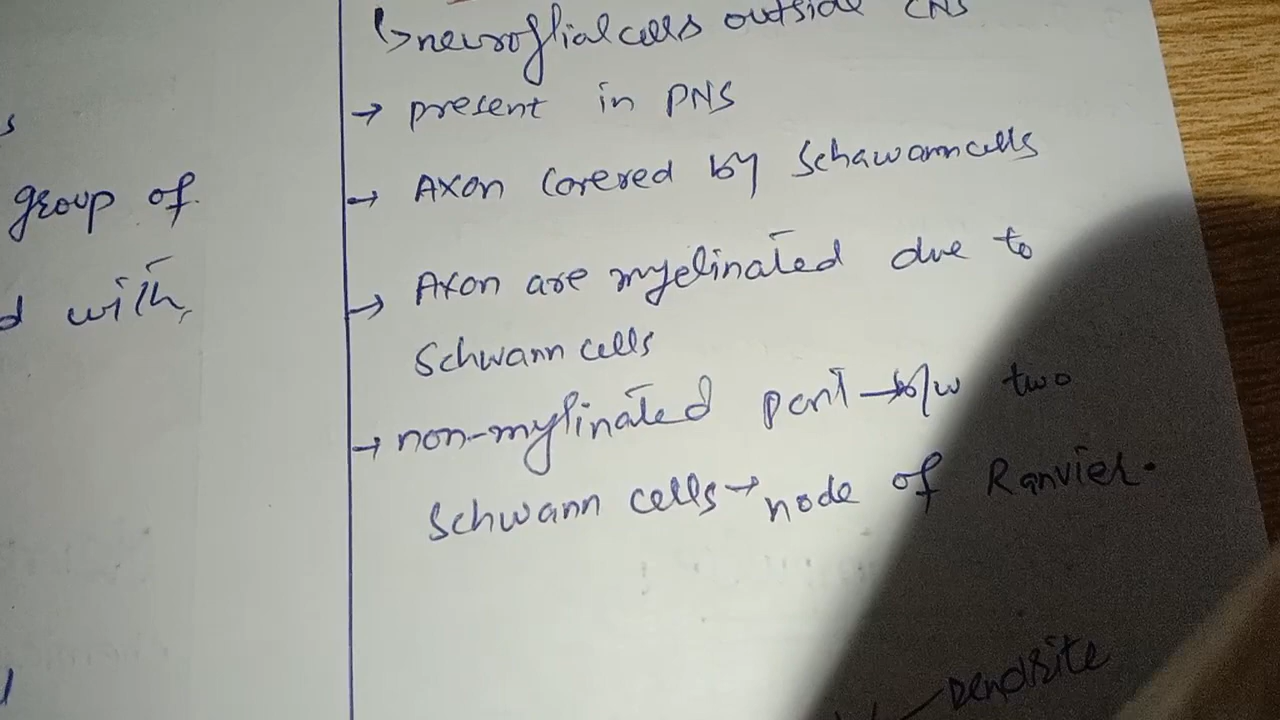 s
group of
d with,
↳ neuroglial cells outside CNS
→ present in PNS
→ Axon covered by Schawann cells
→ Axon are myelinated due to
Schwann cells
→ non-mylinated part → b/w two
Schwann cells → node of Ranvier.
Dendrite